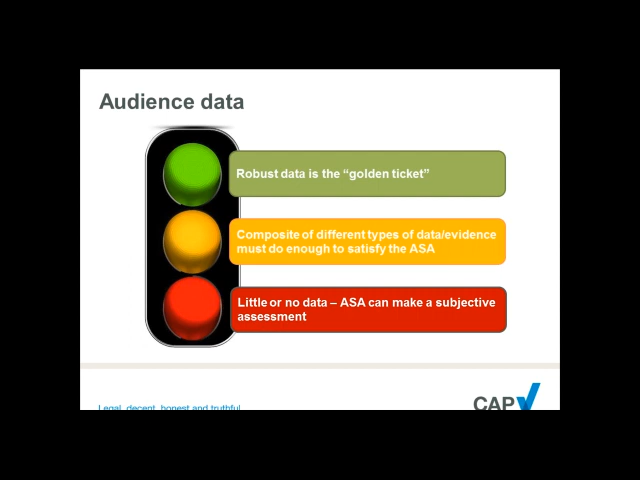 Audience data
Robust data is the “golden ticket”
Composite of different types of data/evidence
must do enough to satisfy the ASA
Little or no data – ASA can make a subjective
assessment
Legal, decent, honest and truthful
CAP